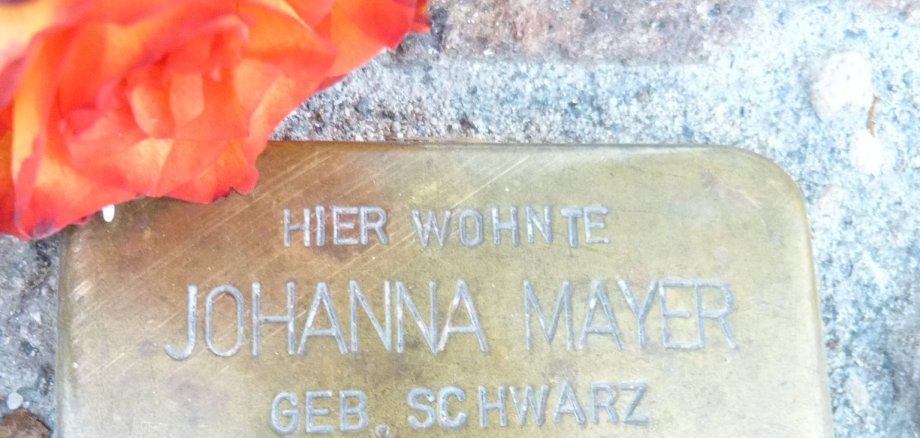 HIER WOHNTE
JOHANNA MAYER
GEB. SCHWARZ